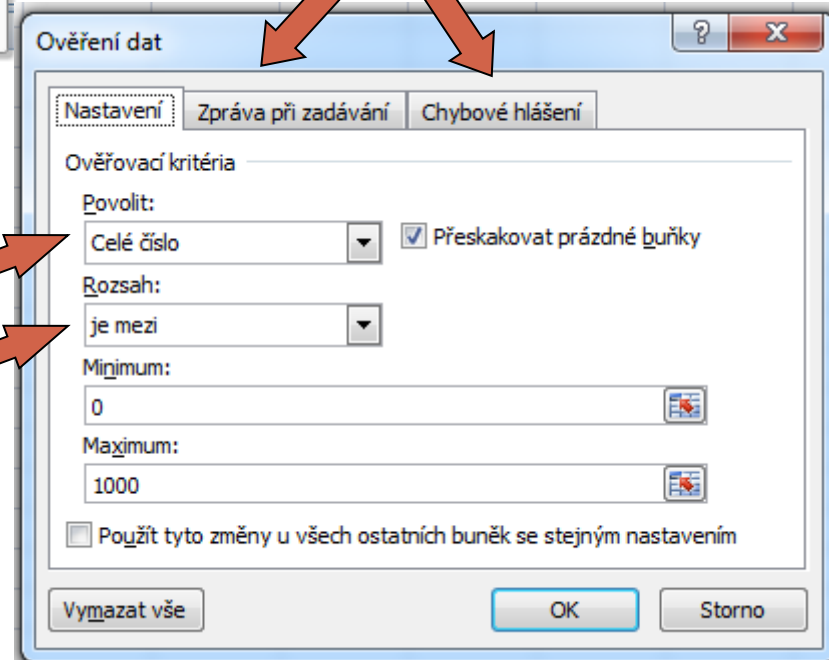 Ověření dat
Nastavení Zpráva při zadávání Chybové hlášení
Ověřovací kritéria
Povolit:
Celé číslo Přeskakovat prázdné buňky
Rozsah:
je mezi
Minimum:
0
Maximum:
1000
Použít tyto změny u všech ostatních buněk se stejným nastavením
Vymazat vše OK Storno